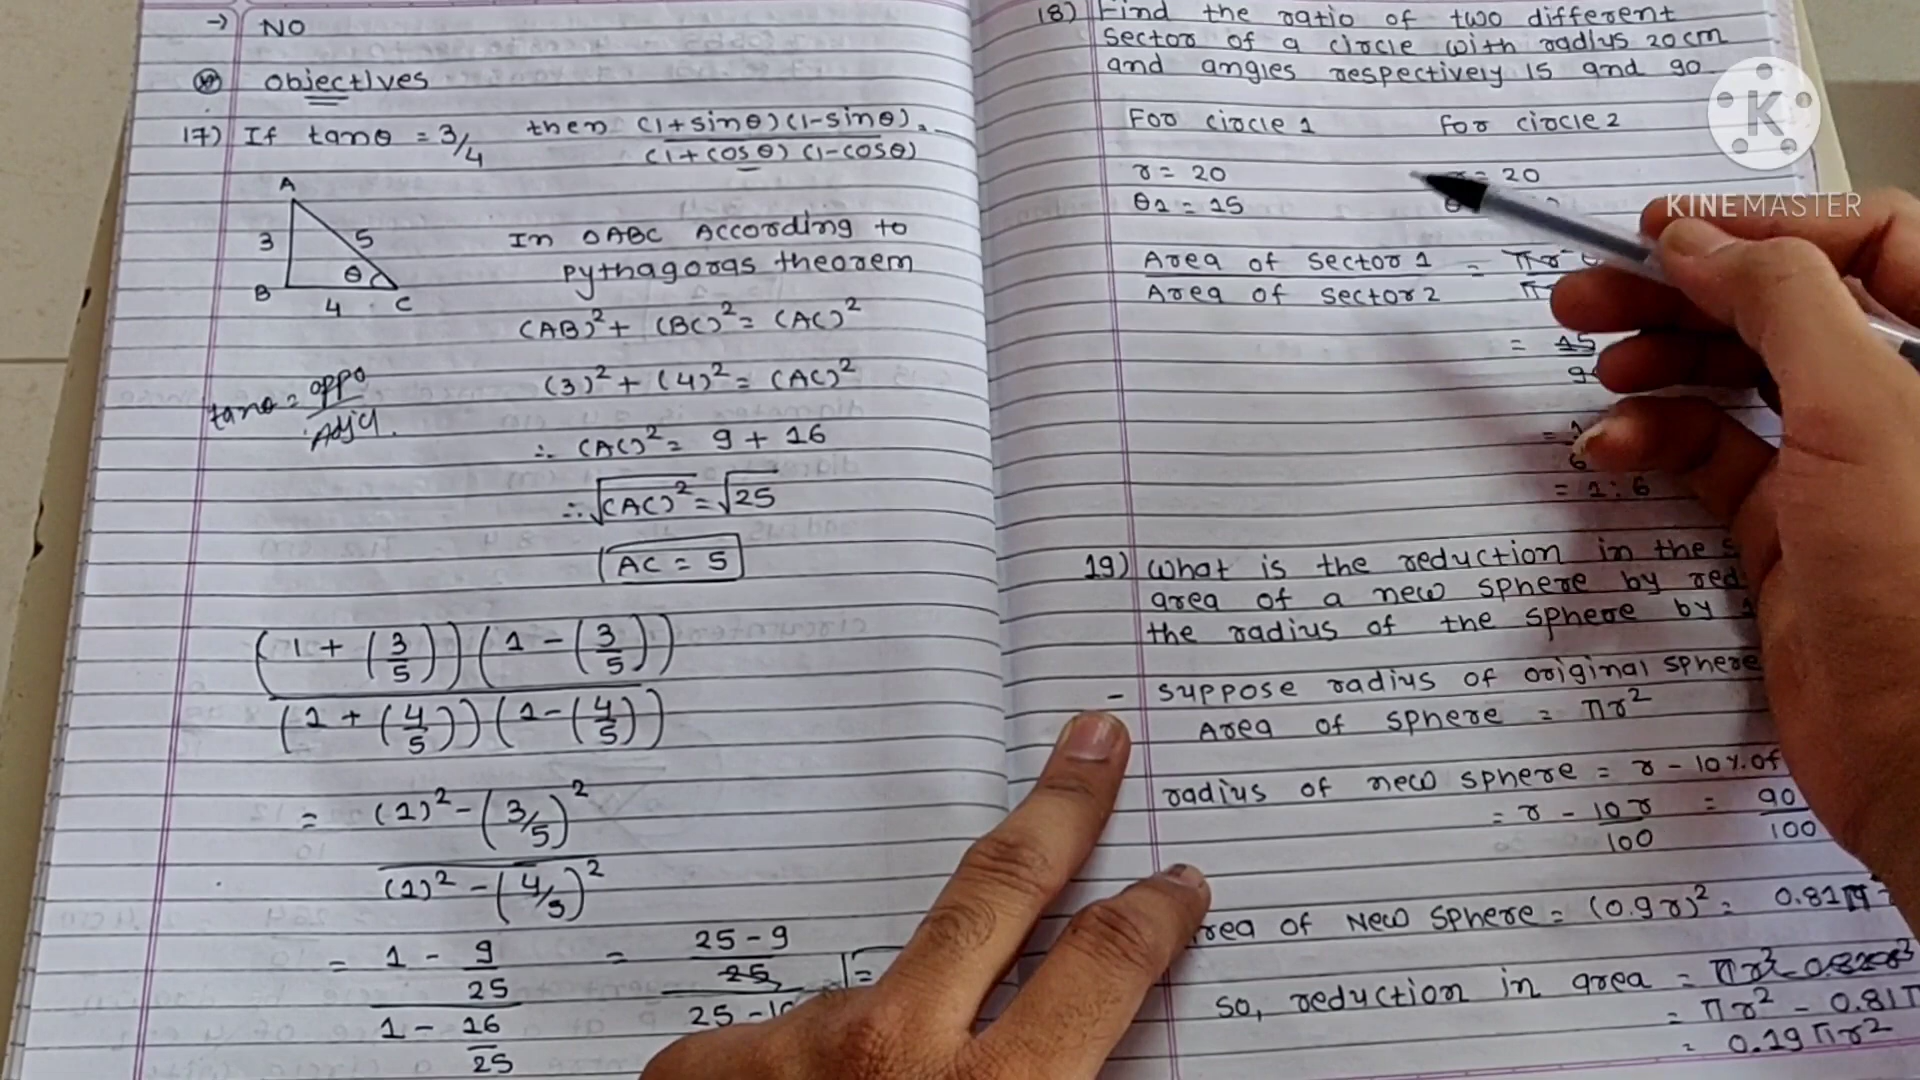 → NO
Objectives
17) If tanθ = 3/4 then (1+sinθ)(1-sinθ)
(1+cosθ)(1-cosθ)
A
3 5
θ
B 4 C
In △ABC According to
pythagoras theorem
(AB)² + (BC)² = (AC)²
tanθ = oppo
(3)² + (4)² = (AC)²
∴ (AC)² = 9 + 16
∴ √(AC)² = √25
AC = 5
(1 + (3/5)) (1 - (3/5))
(1 + (4/5)) (1 - (4/5))
= (1)² - (3/5)²
(1)² - (4/5)²
= 1 - 9/25 = 25 - 9
25
1 - 16/25
25 -
18) Find the ratio of two different
sector of a circle with radius 20 cm
and angles respectively 15 and 90
For circle 1 For circle 2
r = 20 = 20
θ1 = 15
Area of sector 1 = πr²
Area of sector 2
= 15
= 1
6
= 1 : 6
19) What is the reduction in the
area of a new sphere by
the radius of the sphere by
- suppose radius of original sphere
Area of sphere = πr²
radius of new sphere = r - 10% of
= r - 10r = 90
100 100
of New sphere = (0.9r)² = 0.81
So, reduction in area =
= πr² - 0.81
= 0.19πr²
K
KINEMASTER